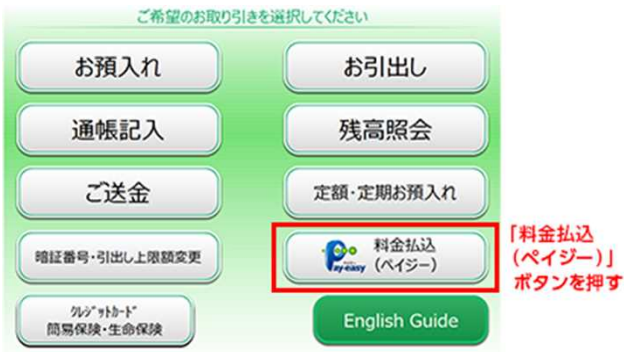 ご希望のお取り引きを選択してください
お預入れ
お引出し
通帳記入
残高照会
ご送金
定額・定期お預入れ
暗証番号・引出し上限額変更
Pay-easy
ペイジー
料金払込
(ペイジー)
「料金払込
(ペイジー)」
ボタンを押す
クレジットカード
簡易保険・生命保険
English Guide